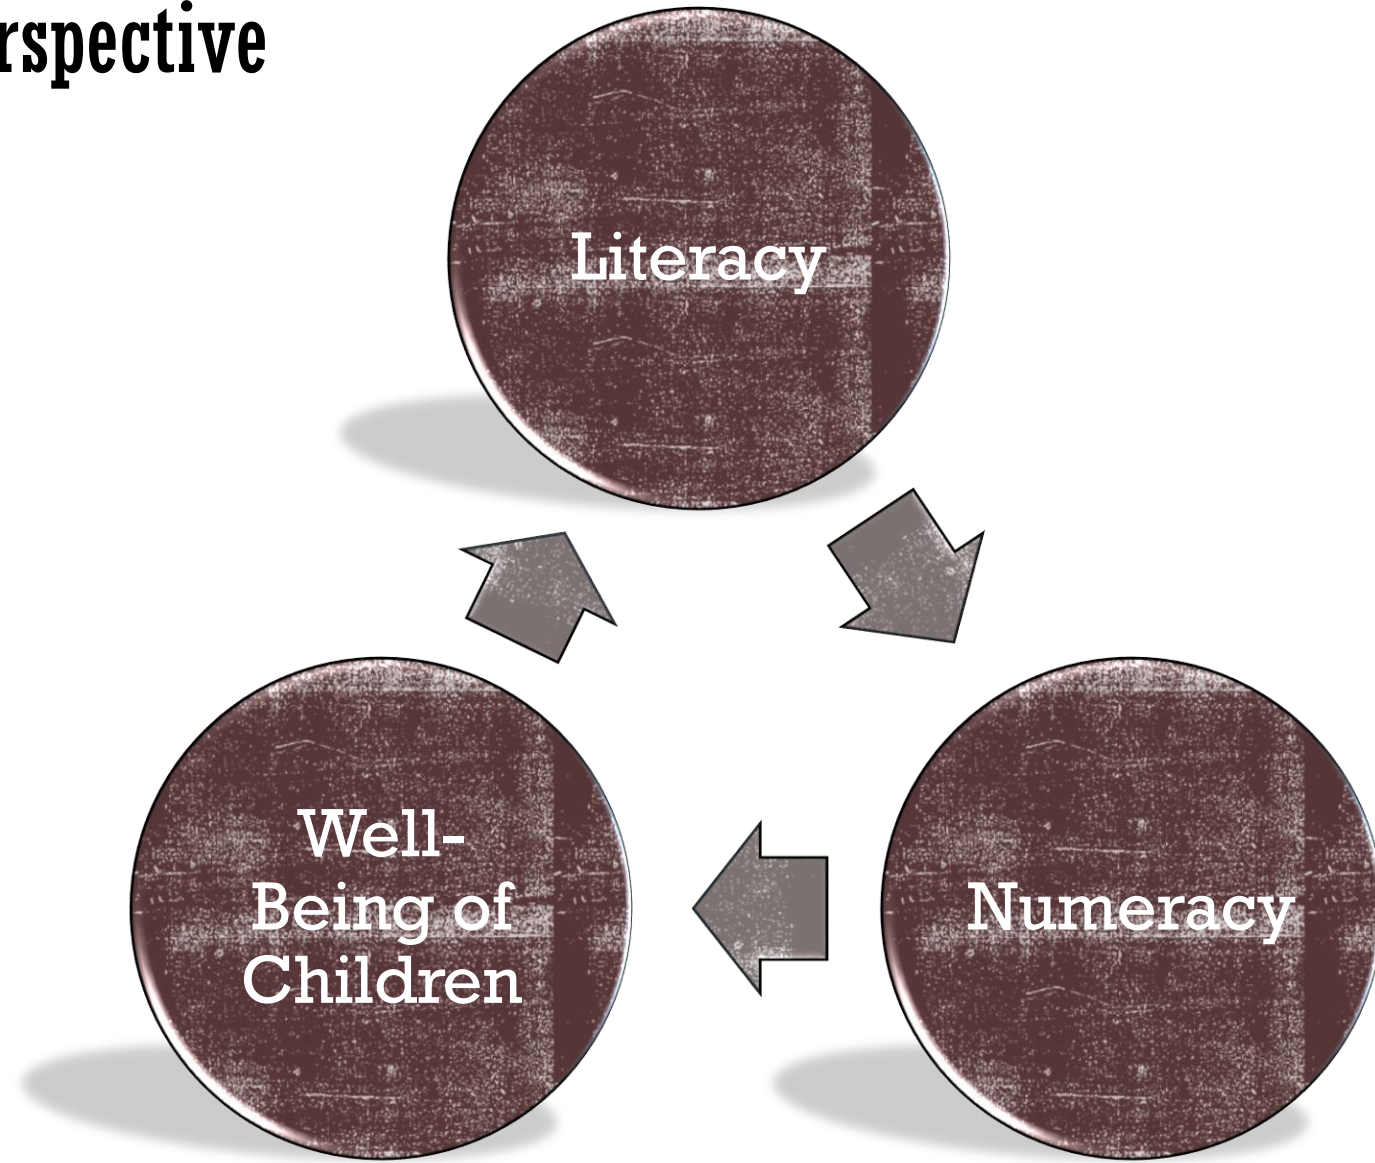 rspective
Literacy
Well-
Being of
Children
Numeracy